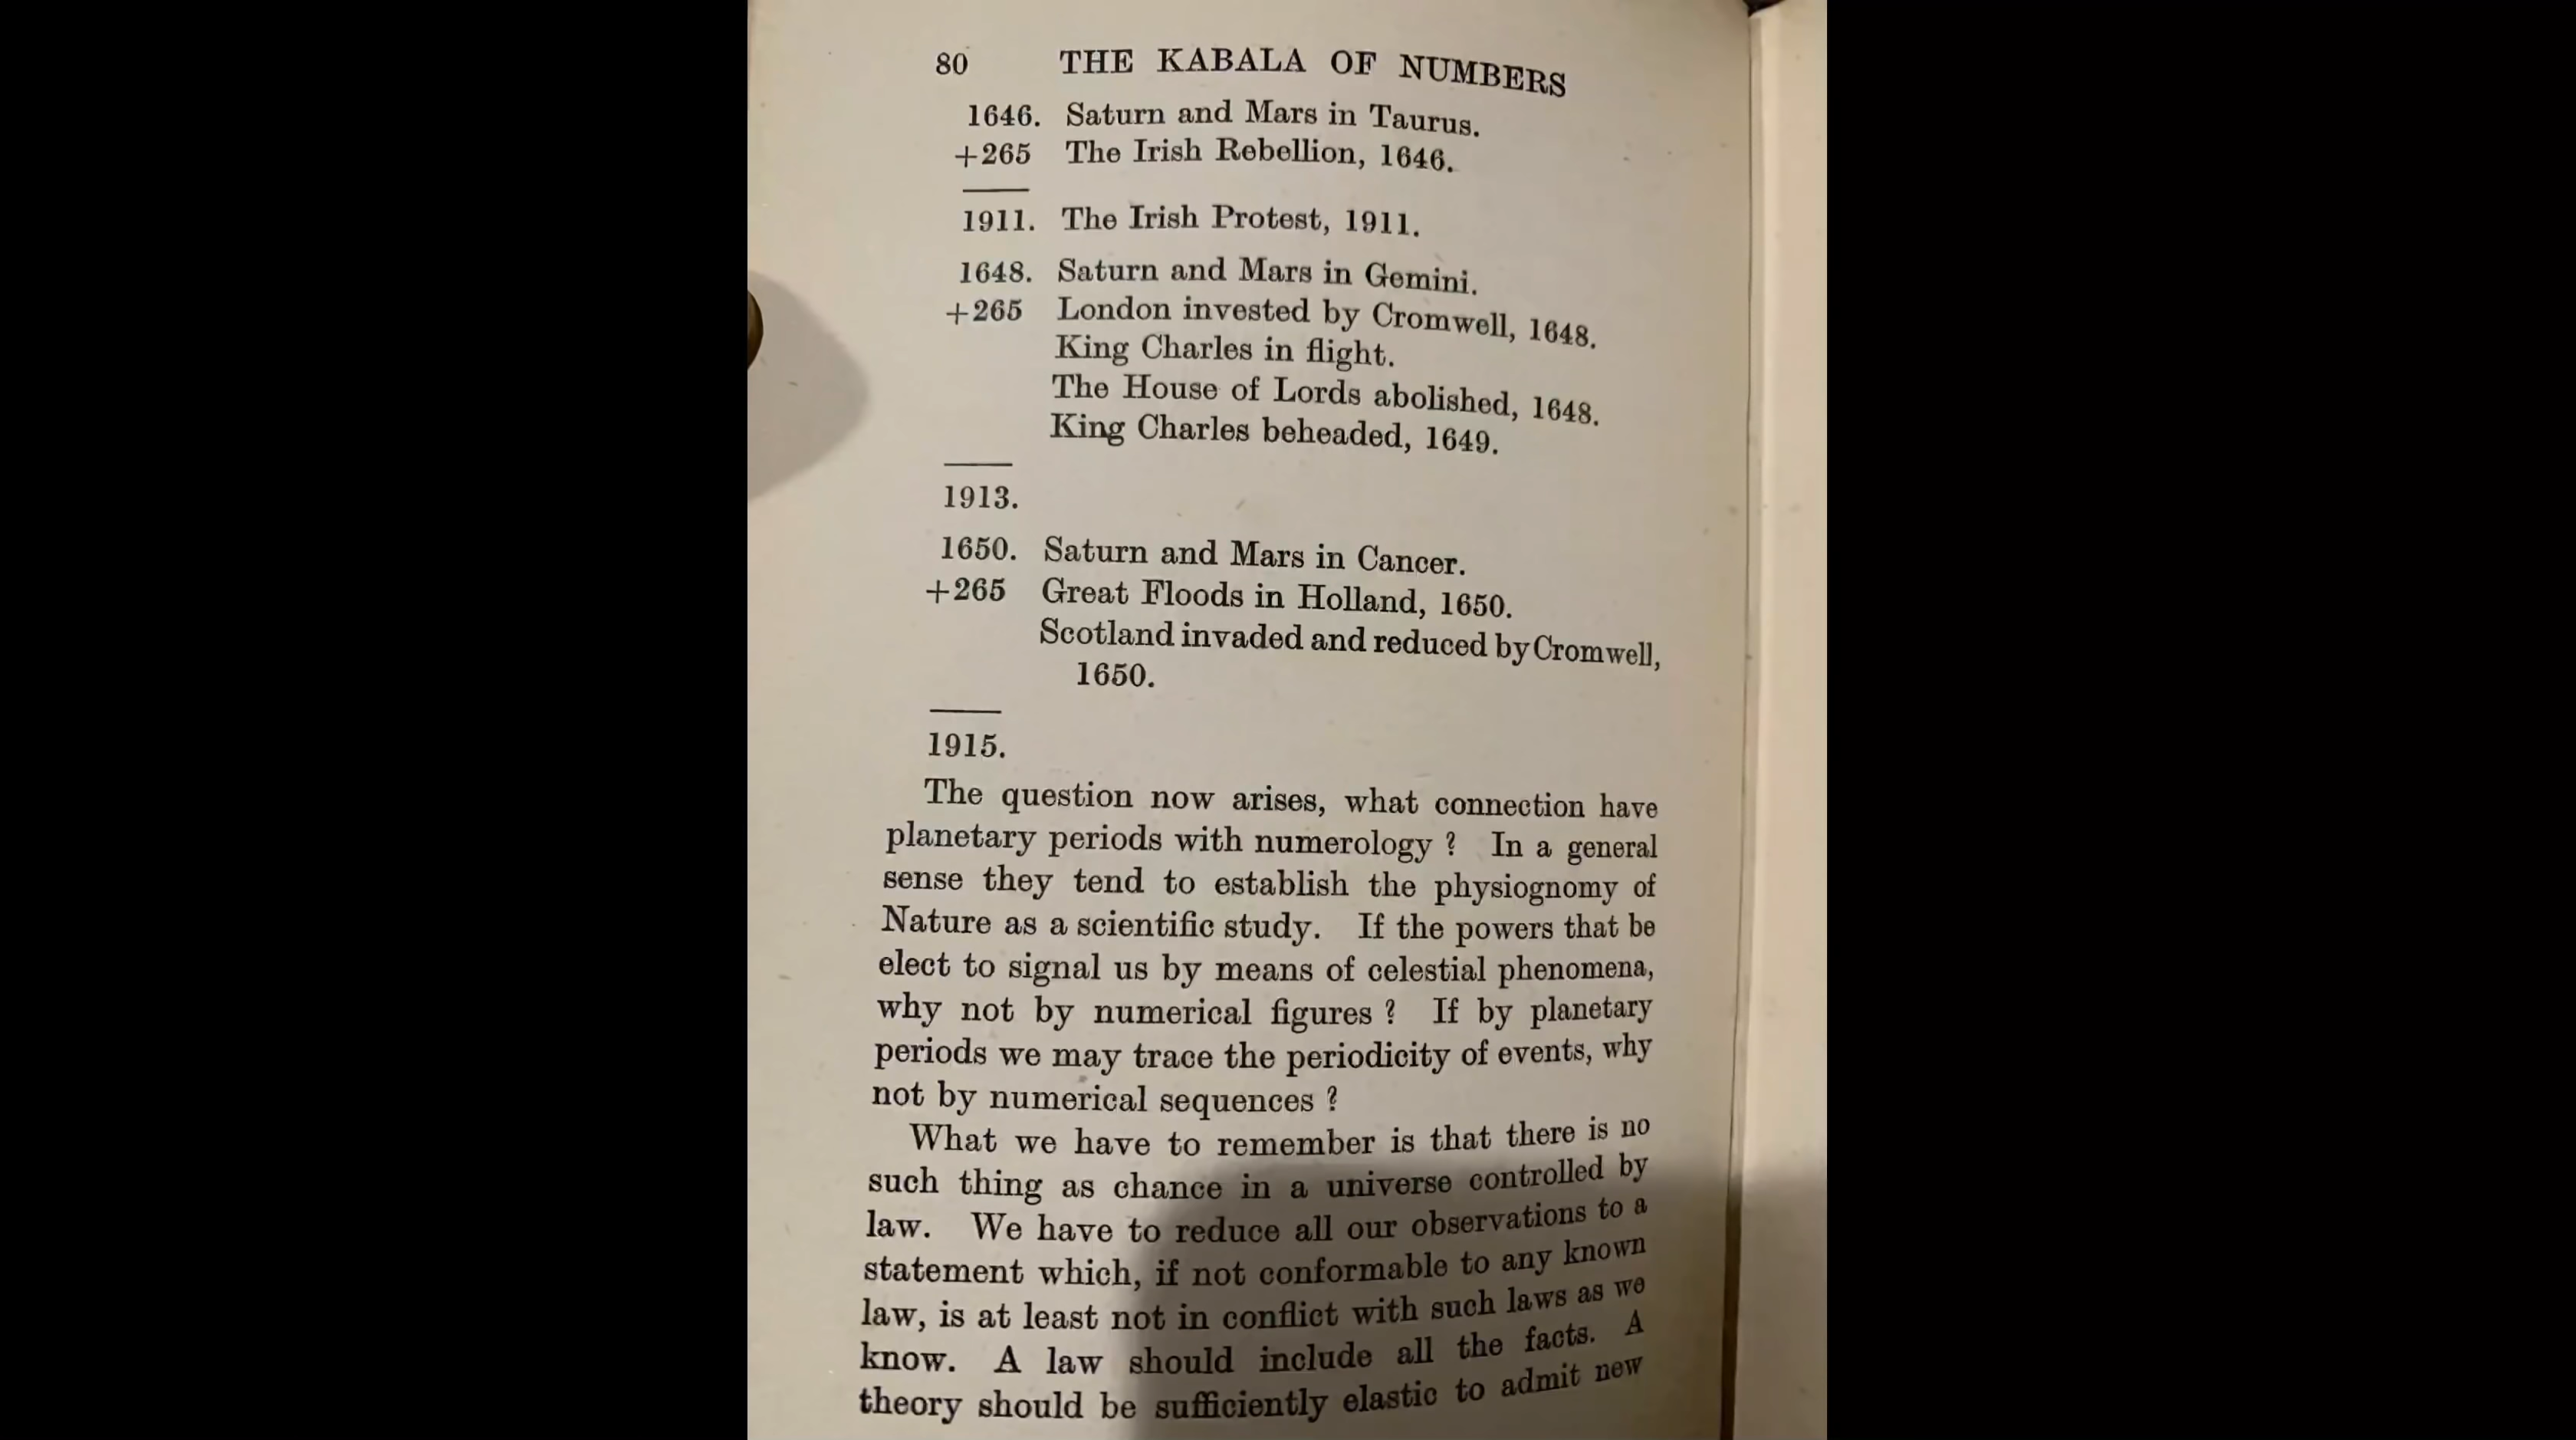 80 THE KABALA OF NUMBERS
1646. Saturn and Mars in Taurus.
+265 The Irish Rebellion, 1646.
1911. The Irish Protest, 1911.
1648. Saturn and Mars in Gemini.
+265 London invested by Cromwell, 1648.
King Charles in flight.
The House of Lords abolished, 1648.
King Charles beheaded, 1649.
1913.
1650. Saturn and Mars in Cancer.
+265 Great Floods in Holland, 1650.
Scotland invaded and reduced by Cromwell,
1650.
1915.
The question now arises, what connection have
planetary periods with numerology ? In a general
sense they tend to establish the physiognomy of
Nature as a scientific study. If the powers that be
elect to signal us by means of celestial phenomena,
why not by numerical figures ? If by planetary
periods we may trace the periodicity of events, why
not by numerical sequences ?
What we have to remember is that there is no
such thing as chance in a universe controlled by
law. We have to reduce all our observations to a
statement which, if not conformable to any known
law, is at least not in conflict with such laws as we
know. A law should include all the facts. A
theory should be sufficiently elastic to admit new